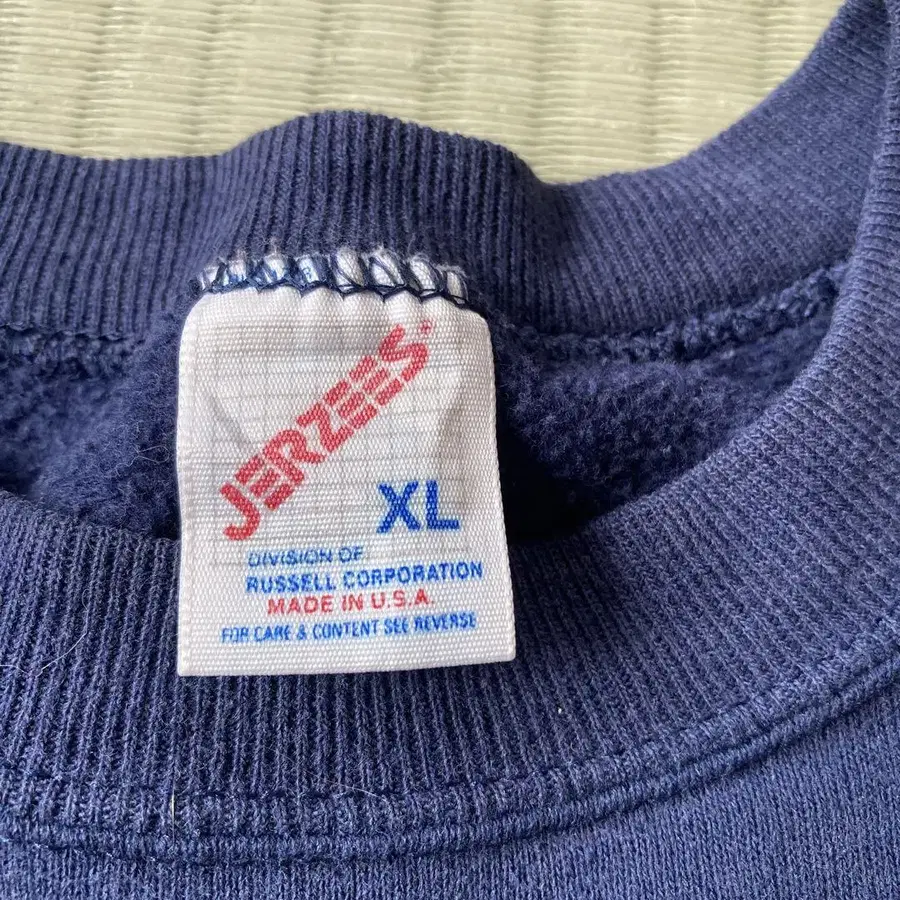 JERZEES
XL
DIVISION OF
RUSSELL CORPORATION
MADE IN U.S.A.
FOR CARE & CONTENT SEE REVERSE